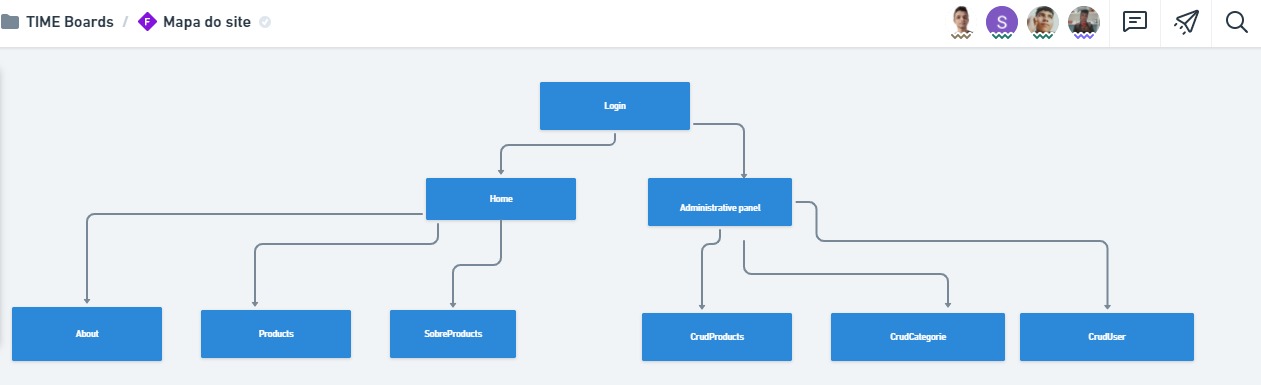 TIME Boards / F Mapa do site
S
Login
Home
Administrative panel
About
Products
SobreProducts
CrudProducts
CrudCategorie
CrudUser